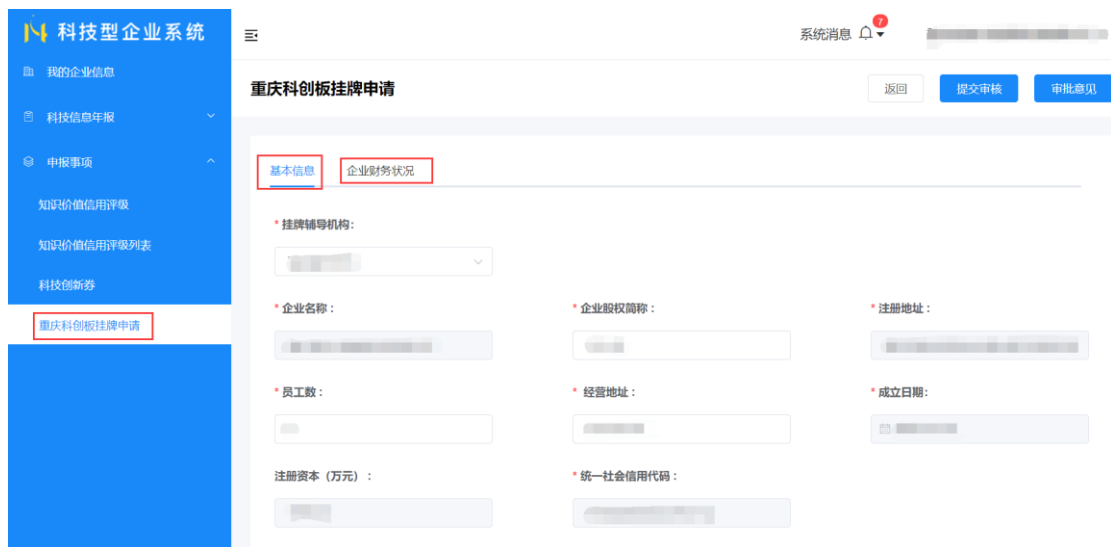 科技型企业系统
系统消息
7
我的企业信息
重庆科创板挂牌申请
返回
提交审核
审批意见
科技信息年报
申报事项
基本信息
企业财务状况
知识价值信用评级
* 挂牌辅导机构:
知识价值信用评级列表
科技创新券
* 企业名称：
* 企业股权简称：
* 注册地址：
重庆科创板挂牌申请
* 员工数：
* 经营地址：
* 成立日期:
注册资本（万元）：
* 统一社会信用代码：